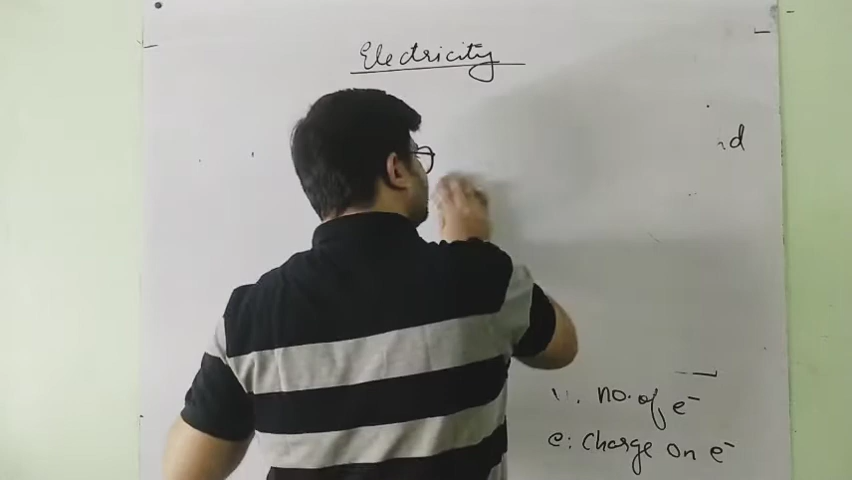 Electricity
d
no. of e⁻
e: Charge on e⁻